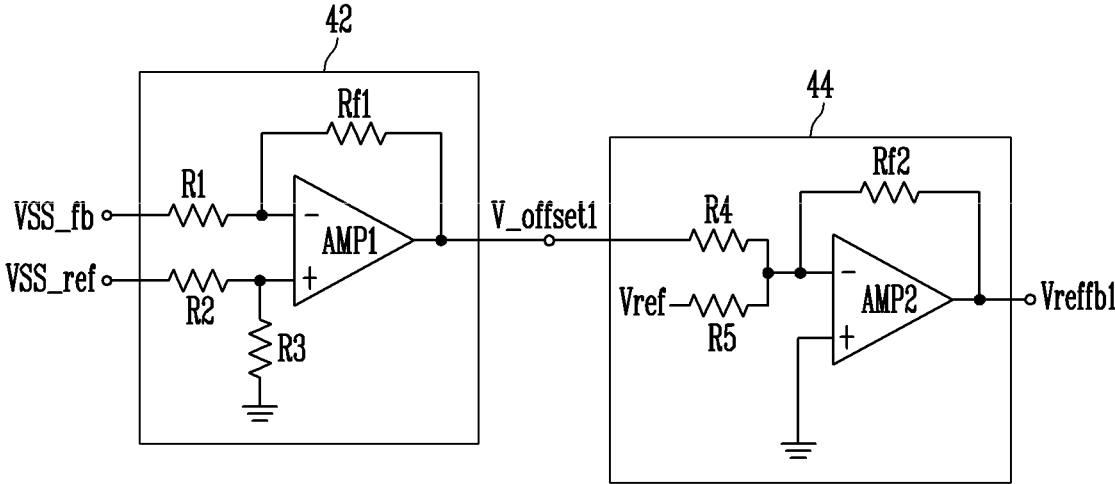 42
44
Rf1
Rf2
R1
VSS_fb
V_offset1
R4
AMP1
VSS_ref
R2
Vref
AMP2
Vreffb1
R5
R3
−
+
−
+